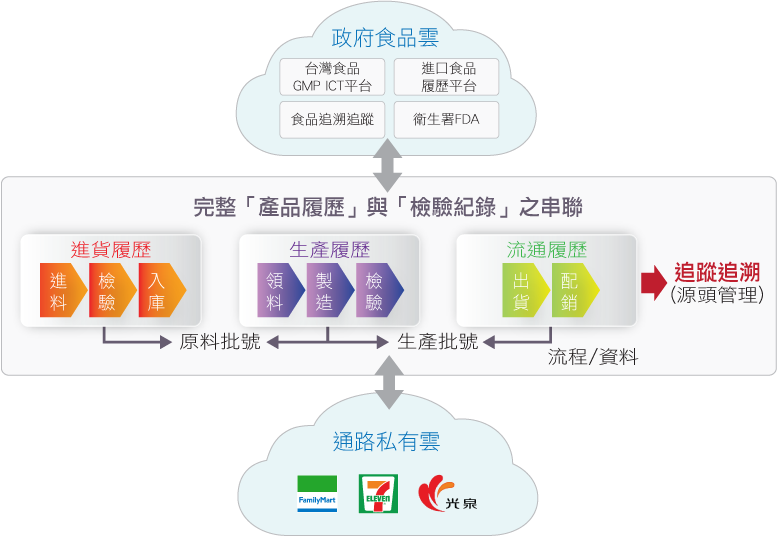 政府食品雲
台灣食品
GMP ICT平台
進口食品
履歷平台
食品追溯追蹤
衛生署FDA
完整「產品履歷」與「檢驗紀錄」之串聯
進貨履歷
進料
檢驗
入庫
生產履歷
領料
製造
檢驗
流通履歷
出貨
配銷
追蹤追溯
(源頭管理)
原料批號
生產批號
流程/資料
通路私有雲
FamilyMart
7
ELEVEN
光泉